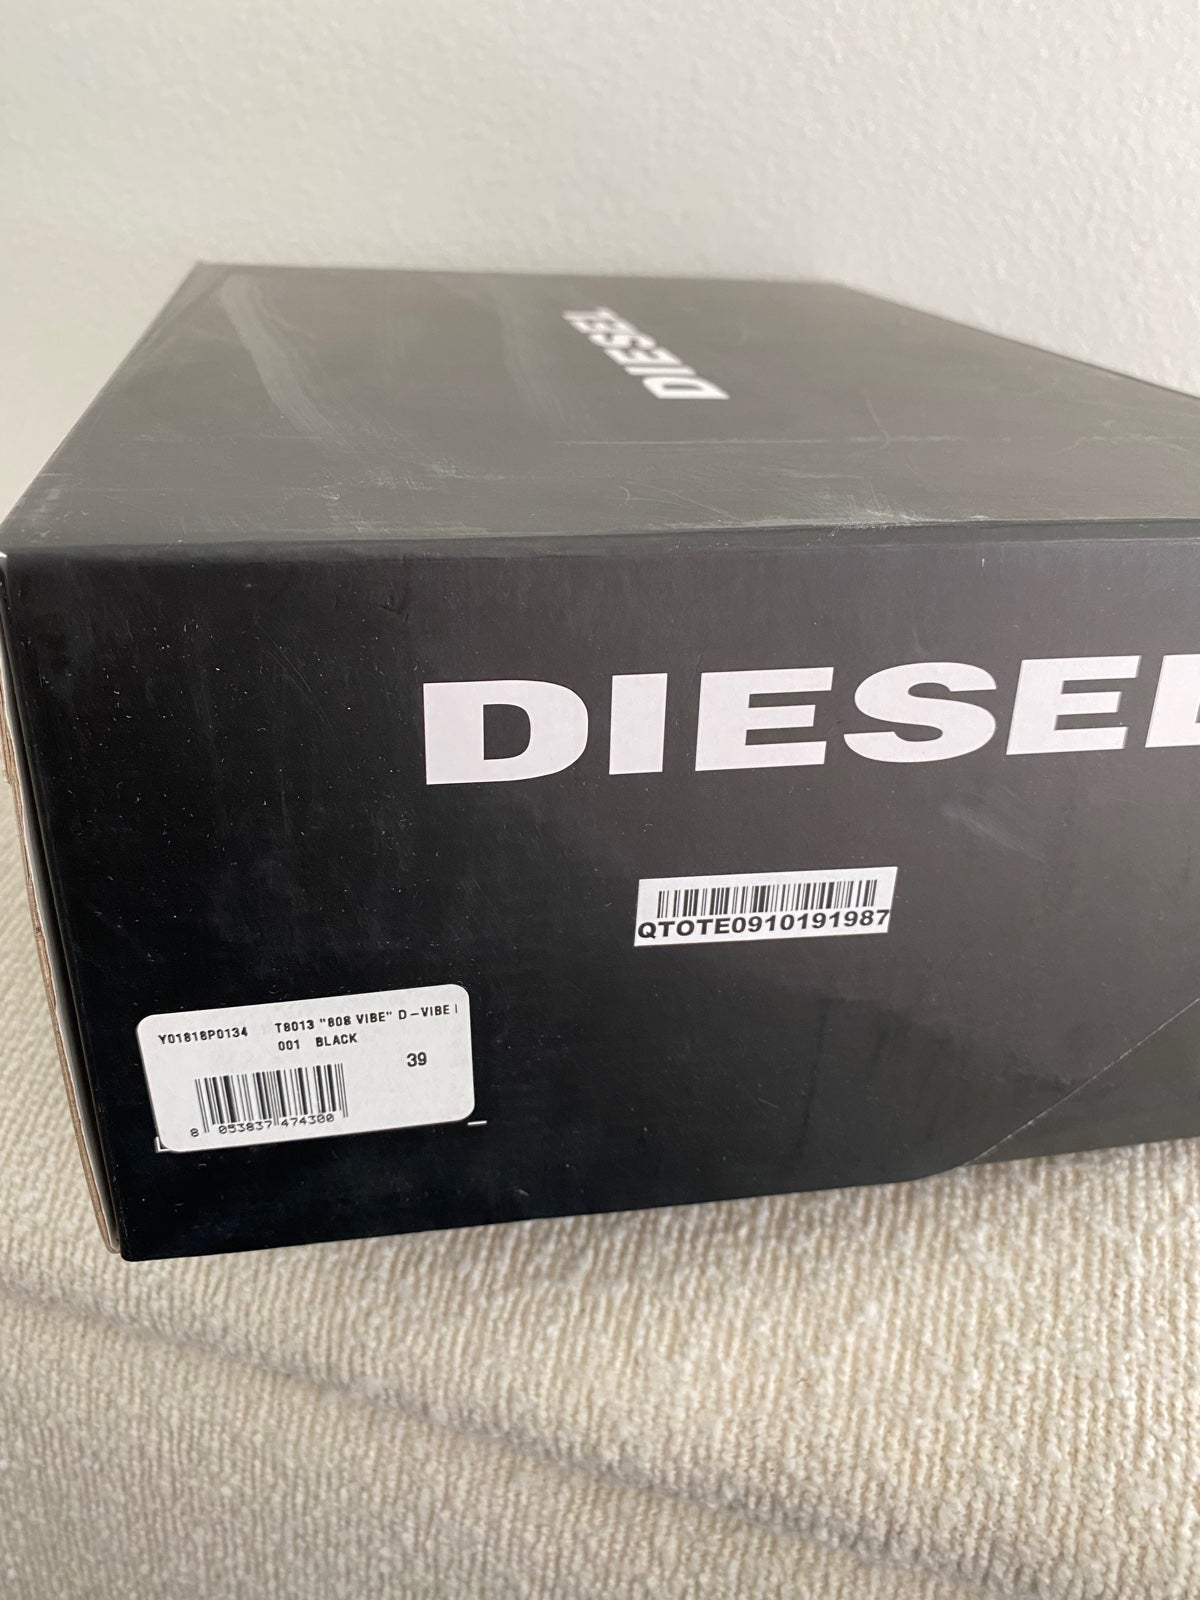 DIESEL
DIESEL
QTOTE0910191987
Y01818P0134 T8013 "808 VIBE" D-VIBE
001 BLACK
39
8 053837 474300